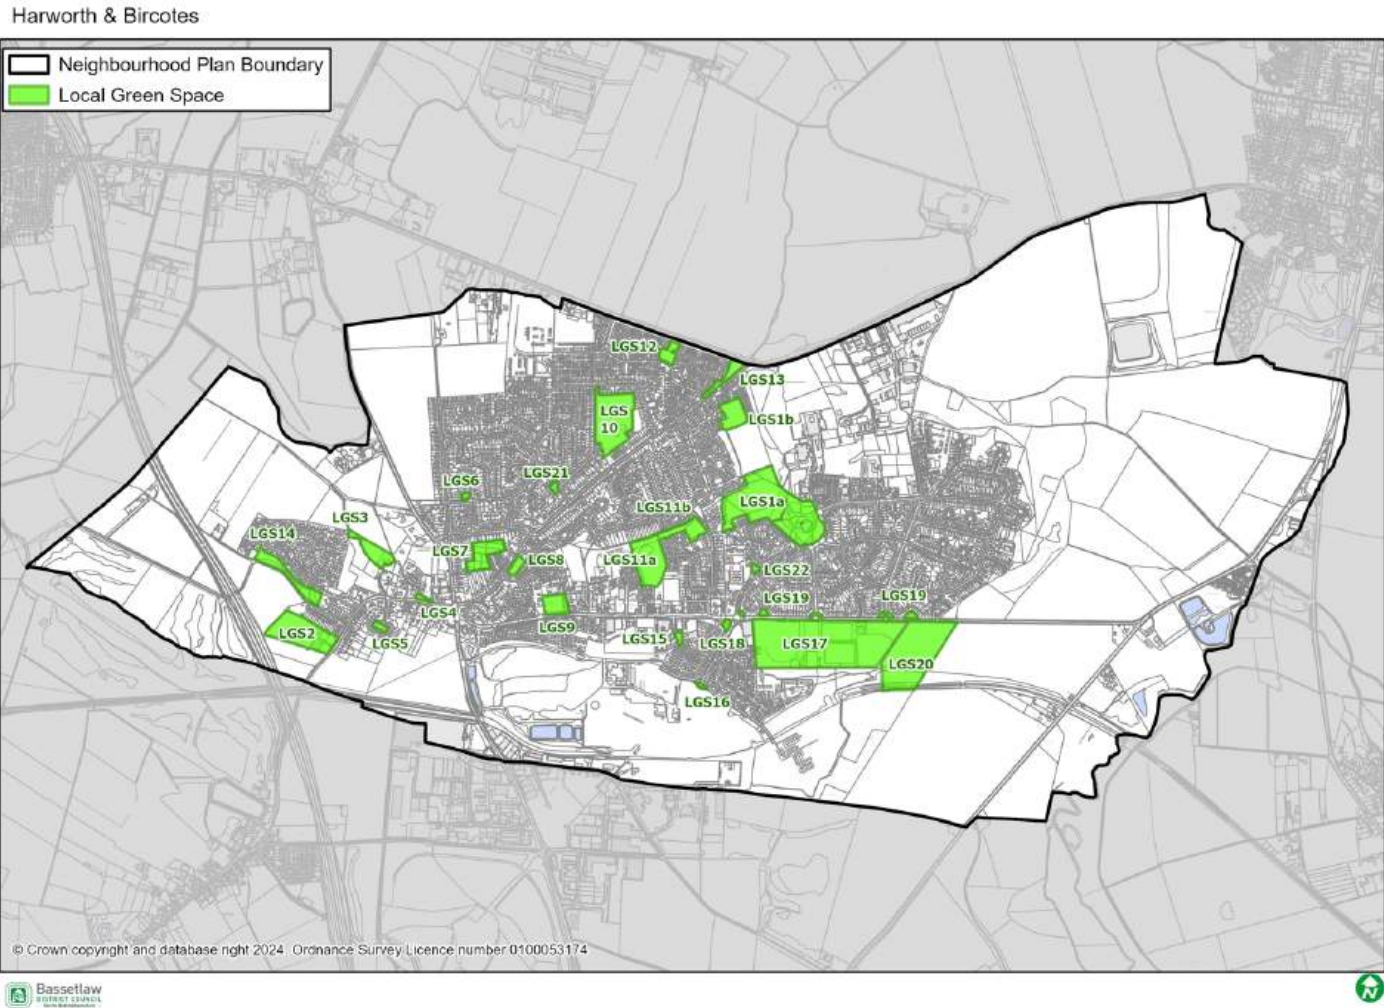 Harworth & Bircotes
Neighbourhood Plan Boundary
Local Green Space
LGS12
LGS13
LGS
10
LGS1b
LGS21
LGS6
LGS1a
LGS11b
LGS3
LGS14
LGS7
LGS8
LGS11a
LGS22
LGS19
LGS19
LGS4
LGS9
LGS2
LGS5
LGS15
LGS18
LGS17
LGS20
LGS16
© Crown copyright and database right 2024. Ordnance Survey Licence number 0100053174
Bassetlaw
DISTRICT COUNCIL
N